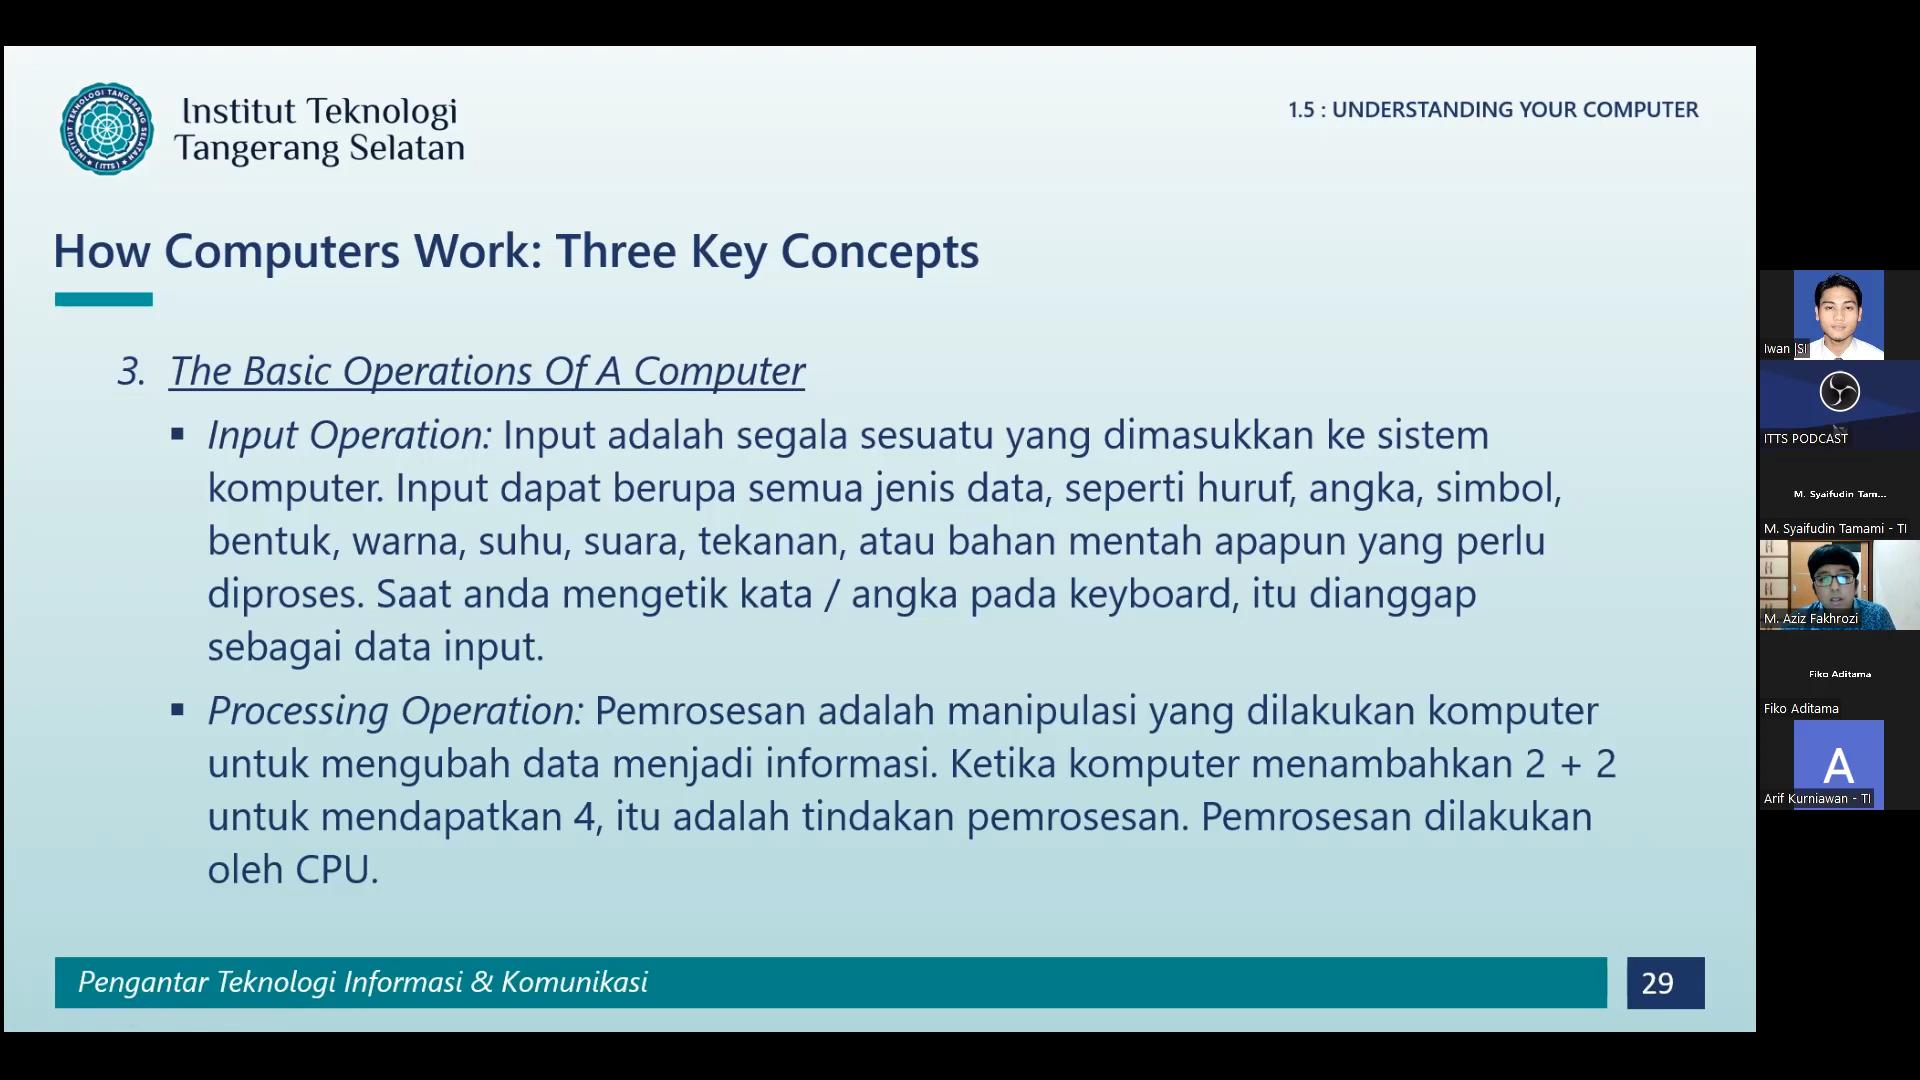 Institut Teknologi
Tangerang Selatan
1.5 : UNDERSTANDING YOUR COMPUTER
How Computers Work: Three Key Concepts
3. The Basic Operations Of A Computer
▪ Input Operation: Input adalah segala sesuatu yang dimasukkan ke sistem
komputer. Input dapat berupa semua jenis data, seperti huruf, angka, simbol,
bentuk, warna, suhu, suara, tekanan, atau bahan mentah apapun yang perlu
diproses. Saat anda mengetik kata / angka pada keyboard, itu dianggap
sebagai data input.
▪ Processing Operation: Pemrosesan adalah manipulasi yang dilakukan komputer
untuk mengubah data menjadi informasi. Ketika komputer menambahkan 2 + 2
untuk mendapatkan 4, itu adalah tindakan pemrosesan. Pemrosesan dilakukan
oleh CPU.
Pengantar Teknologi Informasi & Komunikasi
29
INSTITUT TEKNOLOGI TANGERANG SELATAN
(ITTS)
Iwan |SI
ITTS PODCAST
M. Syaifudin Tam...
M. Syaifudin Tamami - TI
M. Aziz Fakhrozi
Fiko Aditama
Fiko Aditama
A
Arif Kurniawan - TI